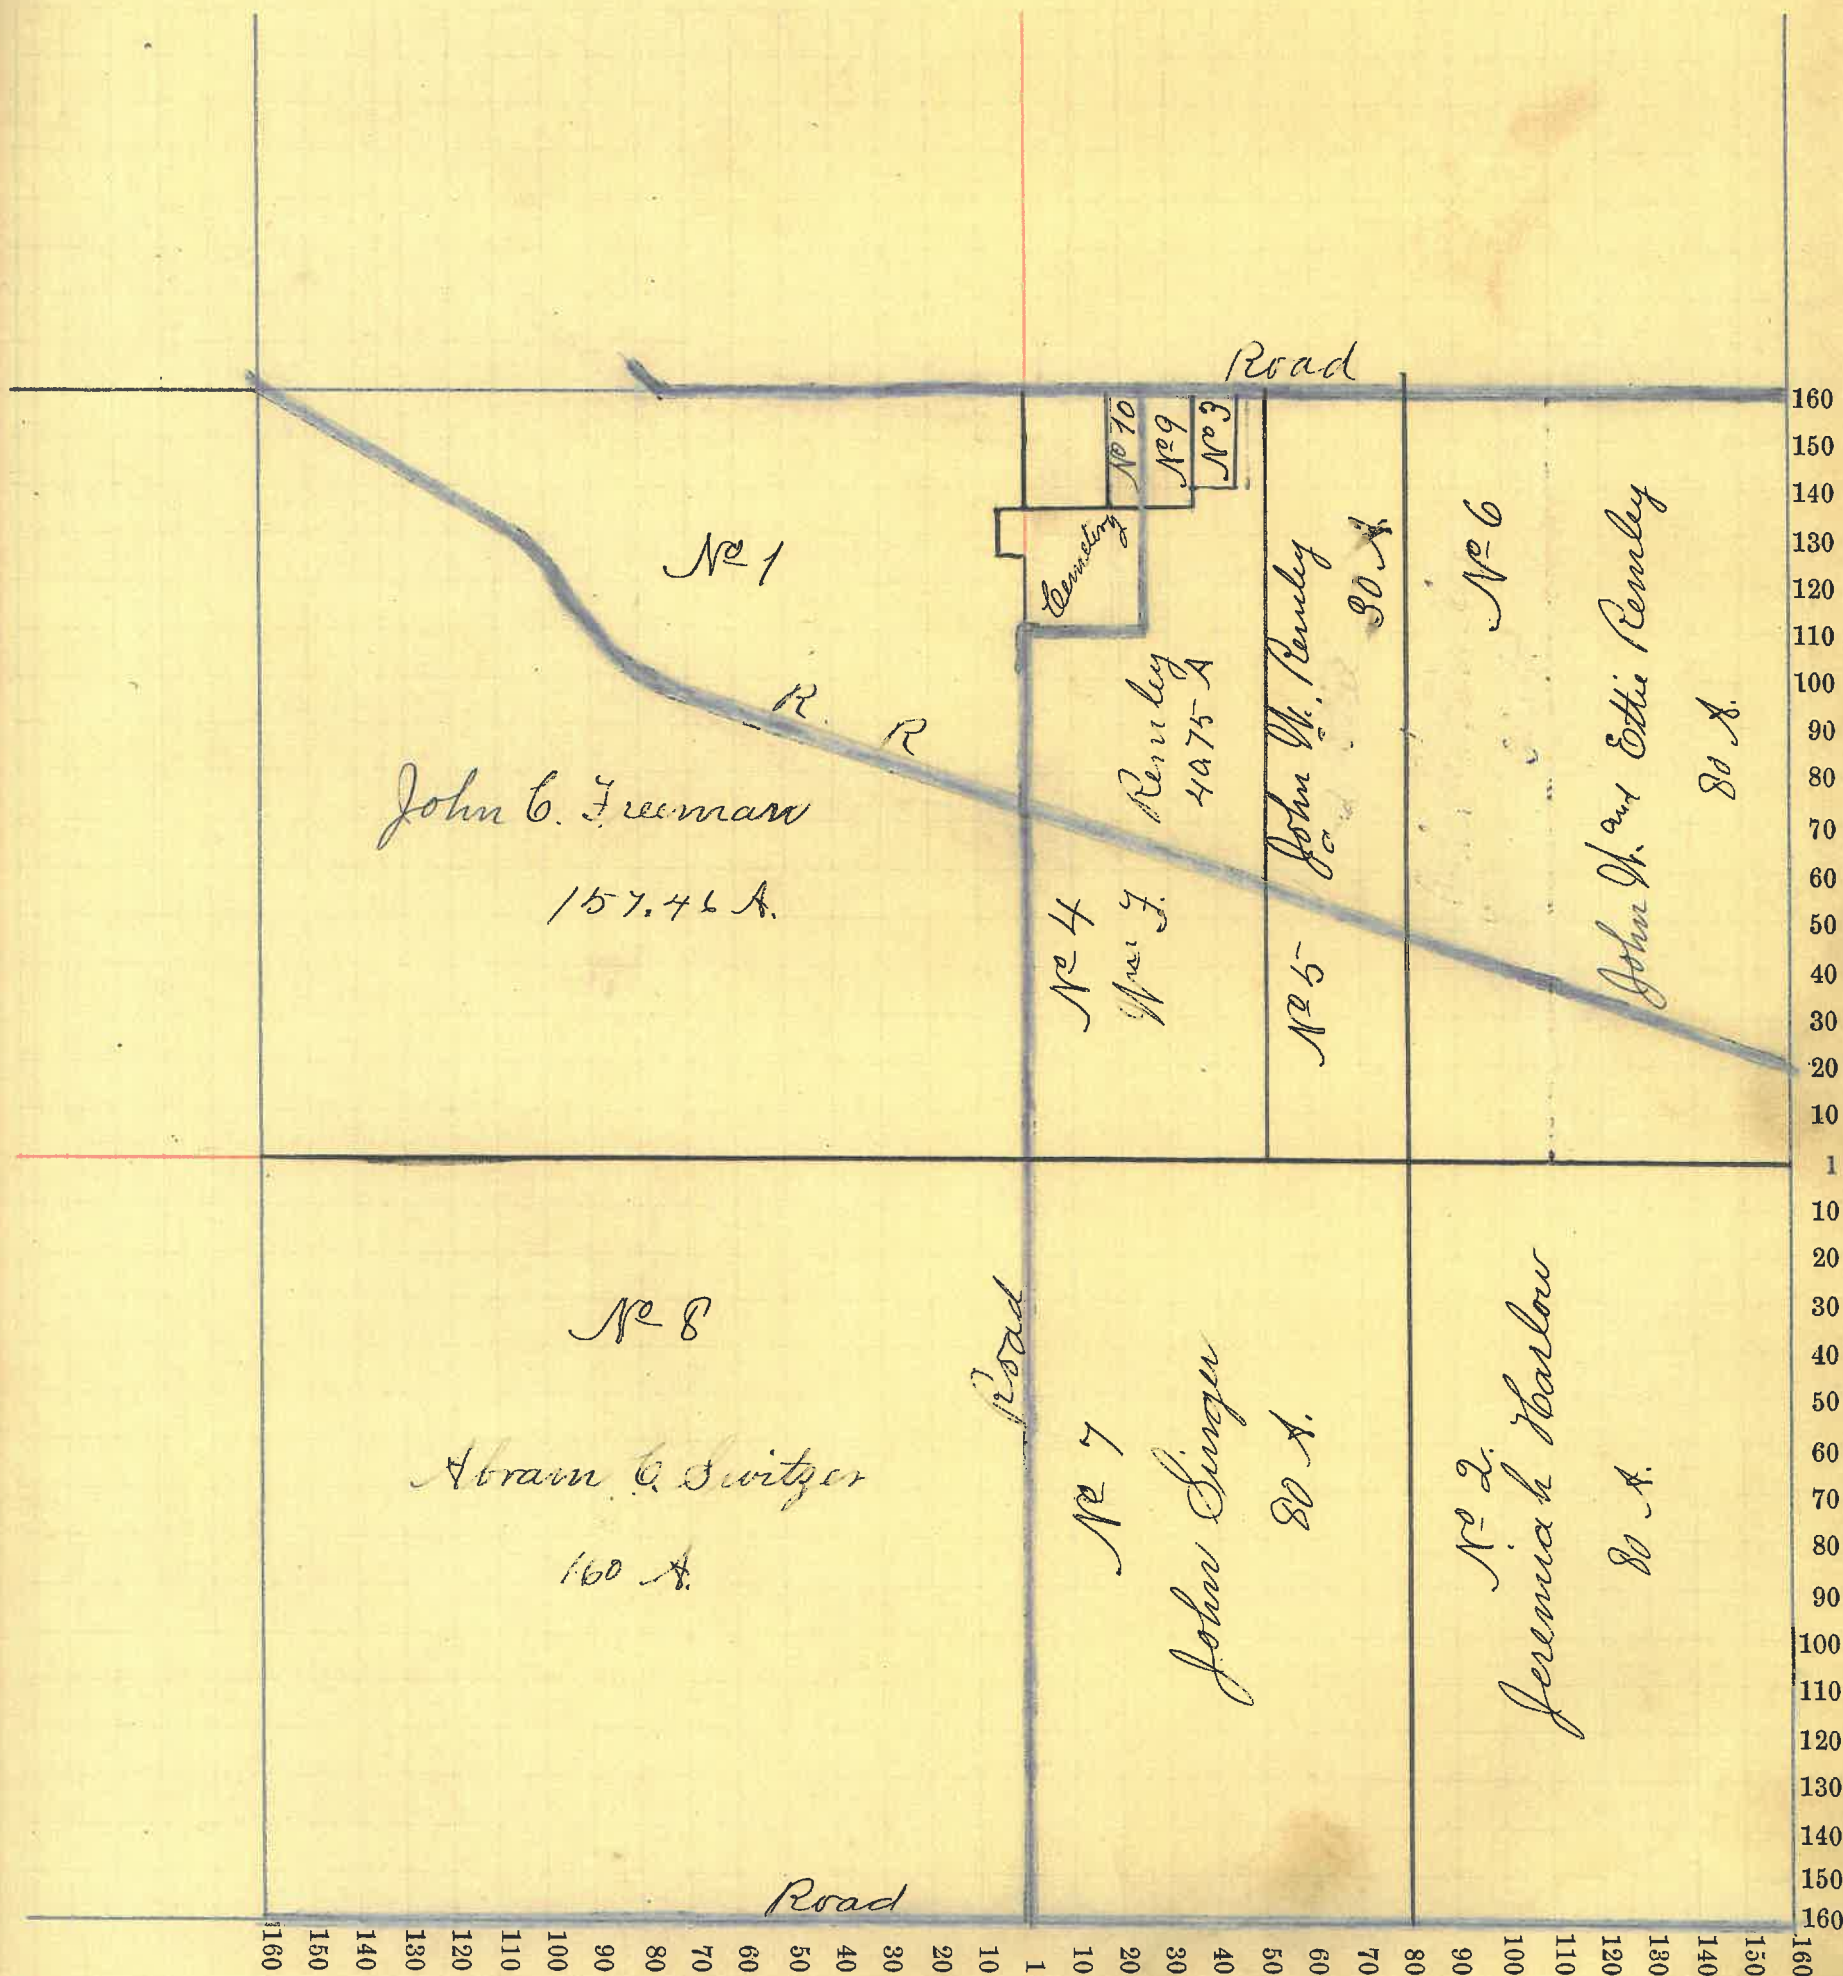 Road
No 10
No 9
No 3
Cemetery
No 1
R. R
John C. Freeman
157.46 A.
No 4
Wm. F. Remley
49.75 A
No 5 John W. Remley
30 A.
No 6
John W. and Ettie Remley
80 A.
No 8
Abram C. Switzer
160 A.
Road
No 7
John Singer
80 A.
No 2.
Jeremiah Harlow
80 A.
Road
160
150
140
130
120
110
100
90
80
70
60
50
40
30
20
10
1
10
20
30
40
50
60
70
80
90
100
110
120
130
140
150
160
160 150 140 130 120 110 100 90 80 70 60 50 40 30 20 10 1 10 20 30 40 50 60 70 80 90 100 110 120 130 140 150 160